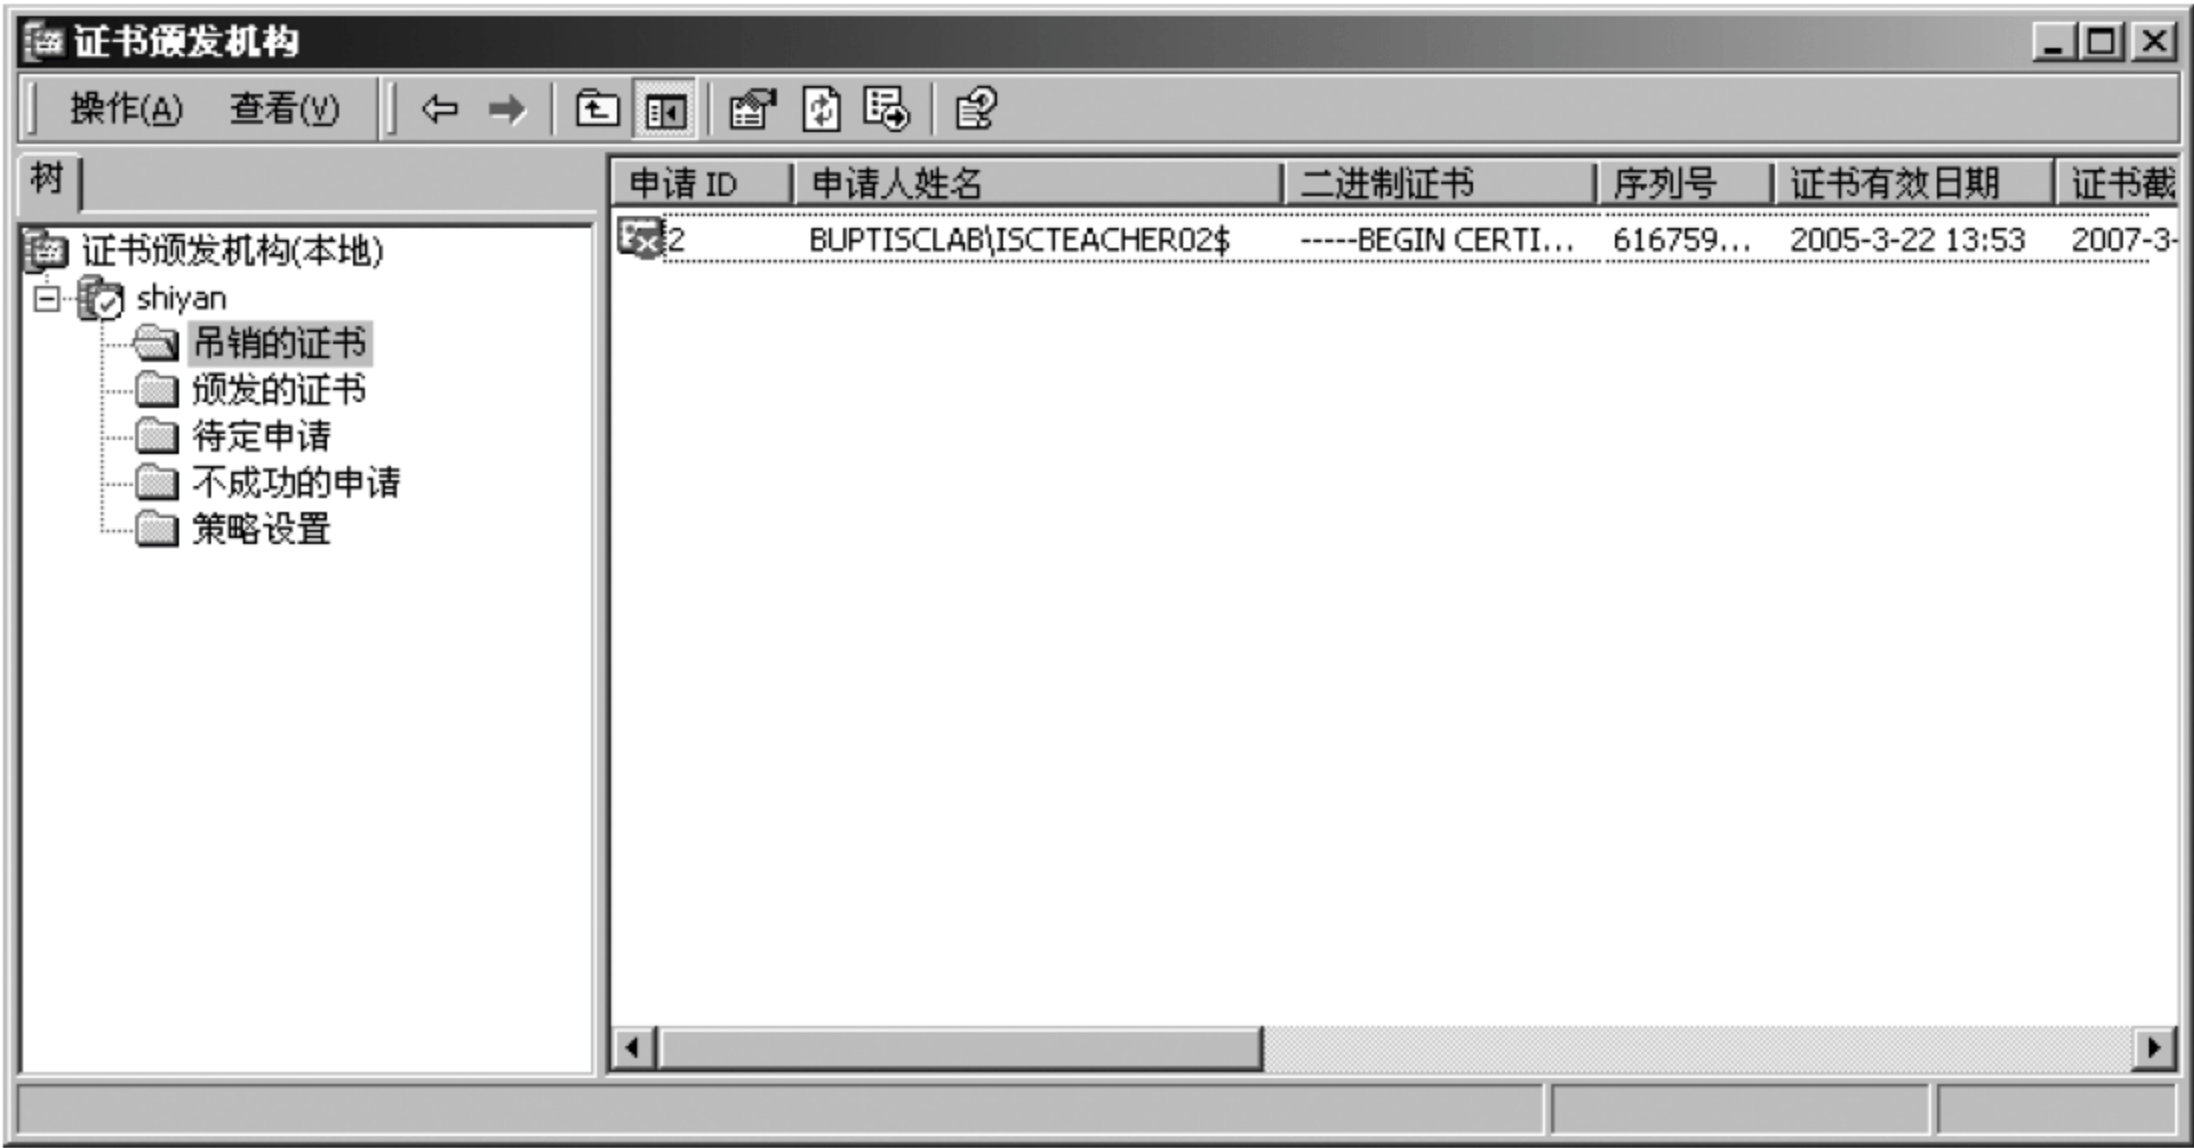 证书颁发机构
操作(A) 查看(V)
树
申请 ID 申请人姓名 二进制证书 序列号 证书有效日期 证书截
2 BUPTISCLAB\ISCTEACHER02$ -----BEGIN CERTI... 616759... 2005-3-22 13:53 2007-3-
证书颁发机构(本地)
shiyan
吊销的证书
颁发的证书
待定申请
不成功的申请
策略设置